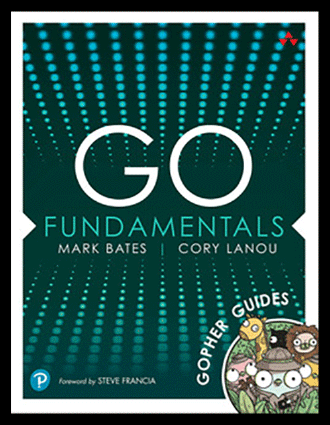 GO
FUNDAMENTALS
MARK BATES | CORY LANOU
GOPHER GUIDES
P
Foreword by STEVE FRANCIA